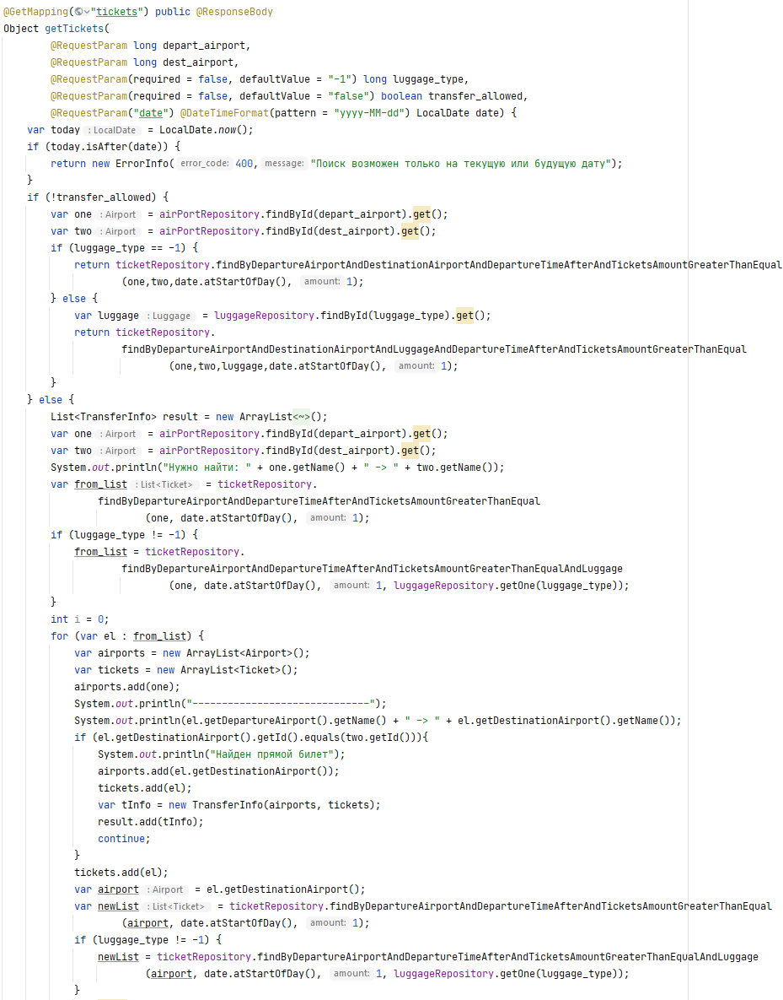 @GetMapping("tickets") public @ResponseBody
Object getTickets(
        @RequestParam long depart_airport,
        @RequestParam long dest_airport,
        @RequestParam(required = false, defaultValue = "-1") long luggage_type,
        @RequestParam(required = false, defaultValue = "false") boolean transfer_allowed,
        @RequestParam("date") @DateTimeFormat(pattern = "yyyy-MM-dd") LocalDate date) {
    var today : LocalDate = LocalDate.now();
    if (today.isAfter(date)) {
        return new ErrorInfo( error_code: 400, message: "Поиск возможен только на текущую или будущую дату");
    }
    if (!transfer_allowed) {
        var one : Airport = airPortRepository.findById(depart_airport).get();
        var two : Airport = airPortRepository.findById(dest_airport).get();
        if (luggage_type == -1) {
            return ticketRepository.findByDepartureAirportAndDestinationAirportAndDepartureTimeAfterAndTicketsAmountGreaterThanEqual
                    (one,two,date.atStartOfDay(), amount: 1);
        } else {
            var luggage : Luggage = luggageRepository.findById(luggage_type).get();
            return ticketRepository.
                    findByDepartureAirportAndDestinationAirportAndLuggageAndDepartureTimeAfterAndTicketsAmountGreaterThanEqual
                            (one,two,luggage,date.atStartOfDay(), amount: 1);
        }
    } else {
        List<TransferInfo> result = new ArrayList<~>();
        var one : Airport = airPortRepository.findById(depart_airport).get();
        var two : Airport = airPortRepository.findById(dest_airport).get();
        System.out.println("Нужно найти: " + one.getName() + " -> " + two.getName());
        var from_list : List<Ticket> = ticketRepository.
                findByDepartureAirportAndDepartureTimeAfterAndTicketsAmountGreaterThanEqual
                        (one, date.atStartOfDay(), amount: 1);
        if (luggage_type != -1) {
            from_list = ticketRepository.
                    findByDepartureAirportAndDepartureTimeAfterAndTicketsAmountGreaterThanEqualAndLuggage
                            (one, date.atStartOfDay(), amount: 1, luggageRepository.getOne(luggage_type));
        }
        int i = 0;
        for (var el : from_list) {
            var airports = new ArrayList<Airport>();
            var tickets = new ArrayList<Ticket>();
            airports.add(one);
            System.out.println("------------------------------");
            System.out.println(el.getDepartureAirport().getName() + " -> " + el.getDestinationAirport().getName());
            if (el.getDestinationAirport().getId().equals(two.getId())){
                System.out.println("Найден прямой билет");
                airports.add(el.getDestinationAirport());
                tickets.add(el);
                var tInfo = new TransferInfo(airports, tickets);
                result.add(tInfo);
                continue;
            }
            tickets.add(el);
            var airport : Airport = el.getDestinationAirport();
            var newList : List<Ticket> = ticketRepository.findByDepartureAirportAndDepartureTimeAfterAndTicketsAmountGreaterThanEqual
                    (airport, date.atStartOfDay(), amount: 1);
            if (luggage_type != -1) {
                newList = ticketRepository.findByDepartureAirportAndDepartureTimeAfterAndTicketsAmountGreaterThanEqualAndLuggage
                        (airport, date.atStartOfDay(), amount: 1, luggageRepository.getOne(luggage_type));
            }